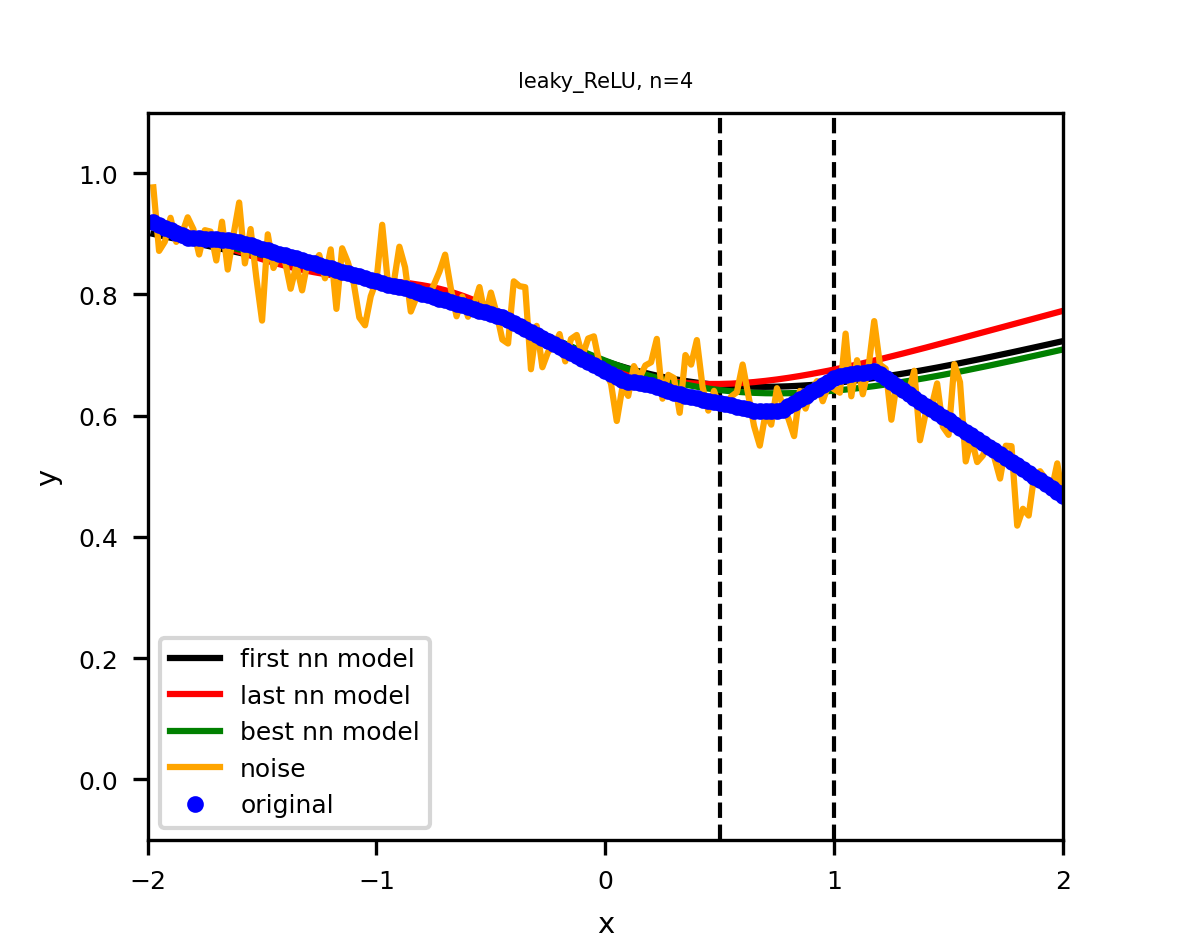 leaky_ReLU, n=4
1.0
0.8
0.6
0.4
0.2
0.0
y
first nn model
last nn model
best nn model
noise
original
−2
−1
0
1
2
x